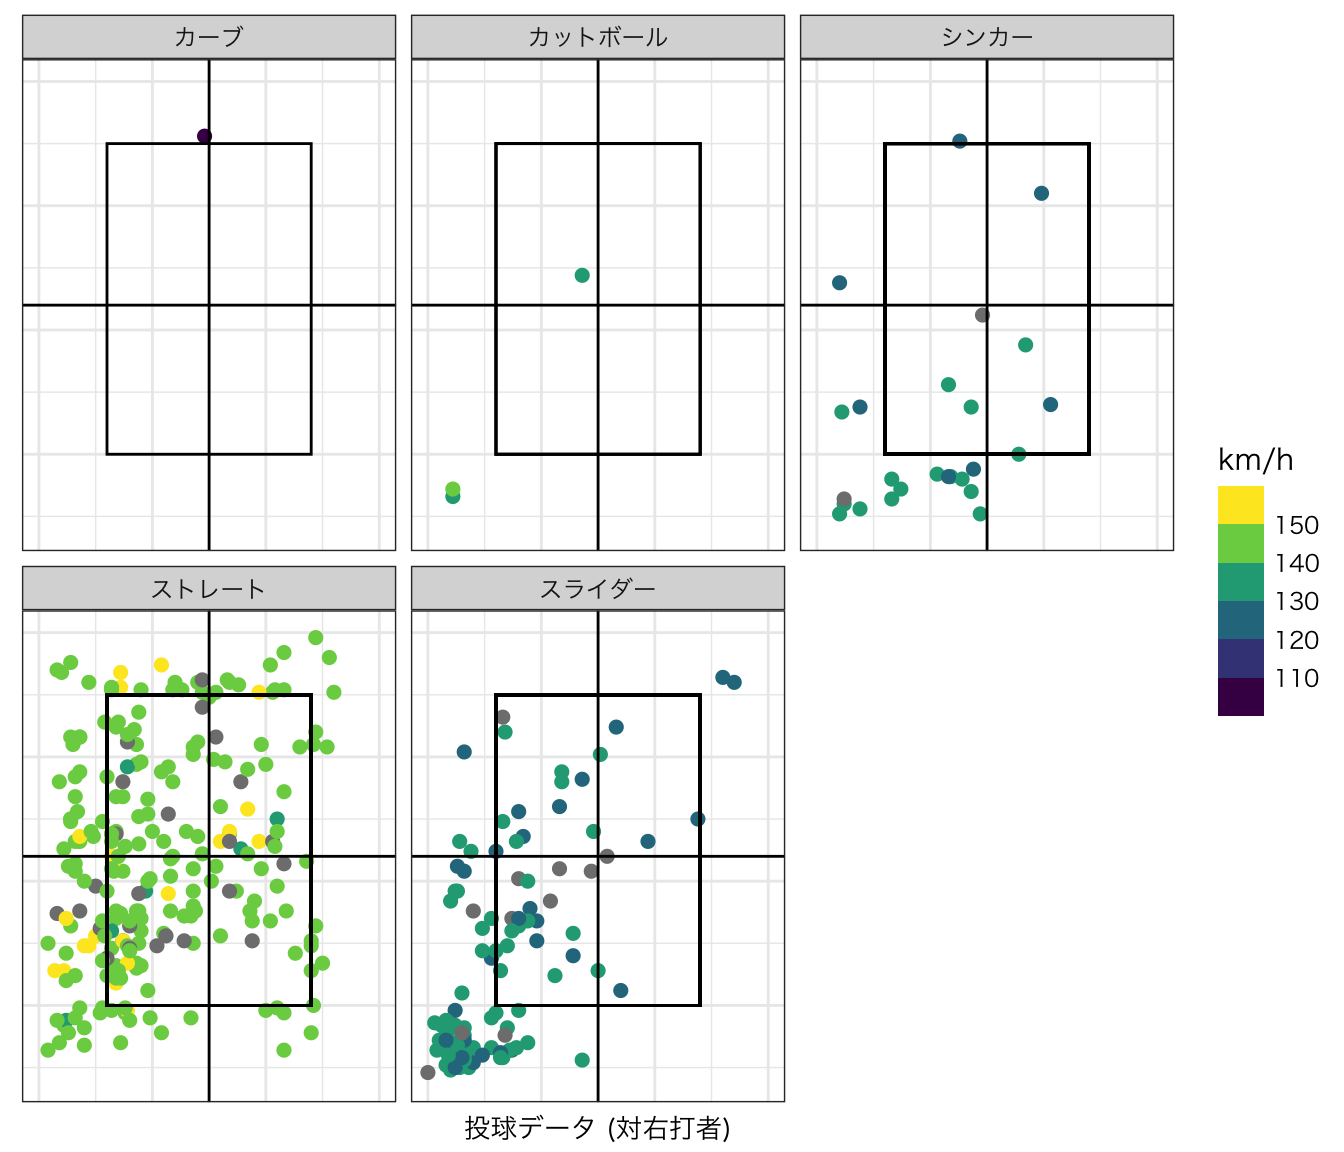 カーブ
カットボール
シンカー
ストレート
スライダー
km/h
150
140
130
120
110
投球データ (対右打者)